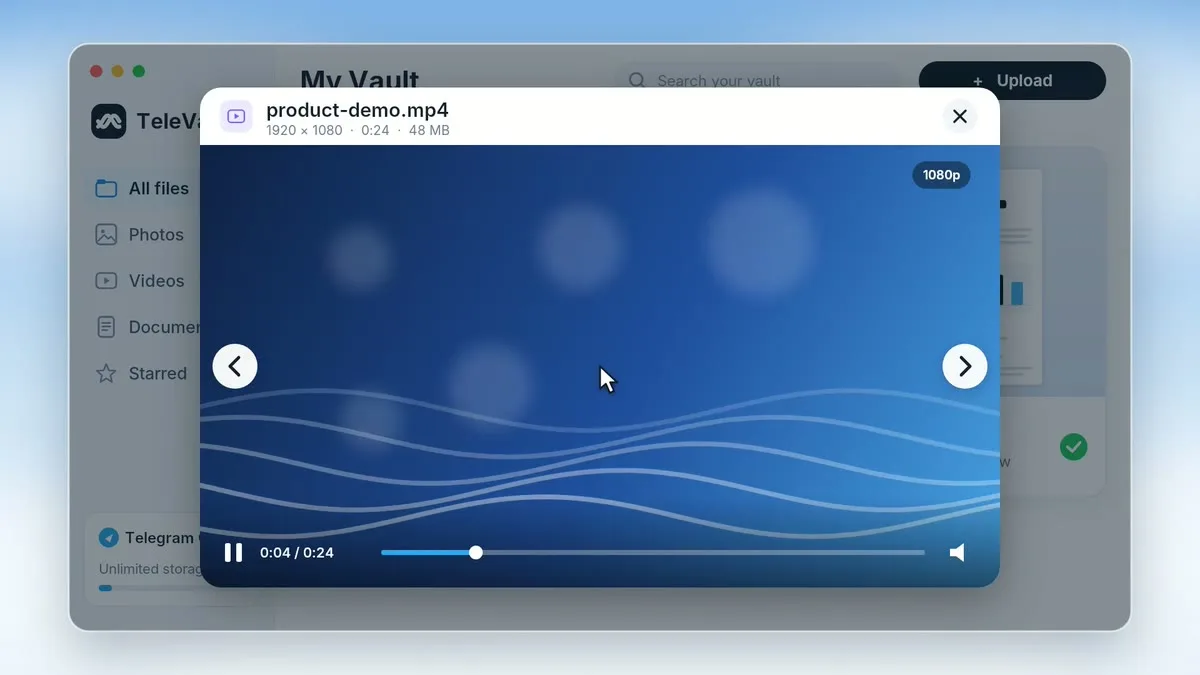 My Vault
Search your vault
+ Upload
TeleVa
product-demo.mp4
1920 × 1080 · 0:24 · 48 MB
1080p
All files
Photos
Videos
Documen
Starred
w
Telegram
Unlimited storag
0:04 / 0:24